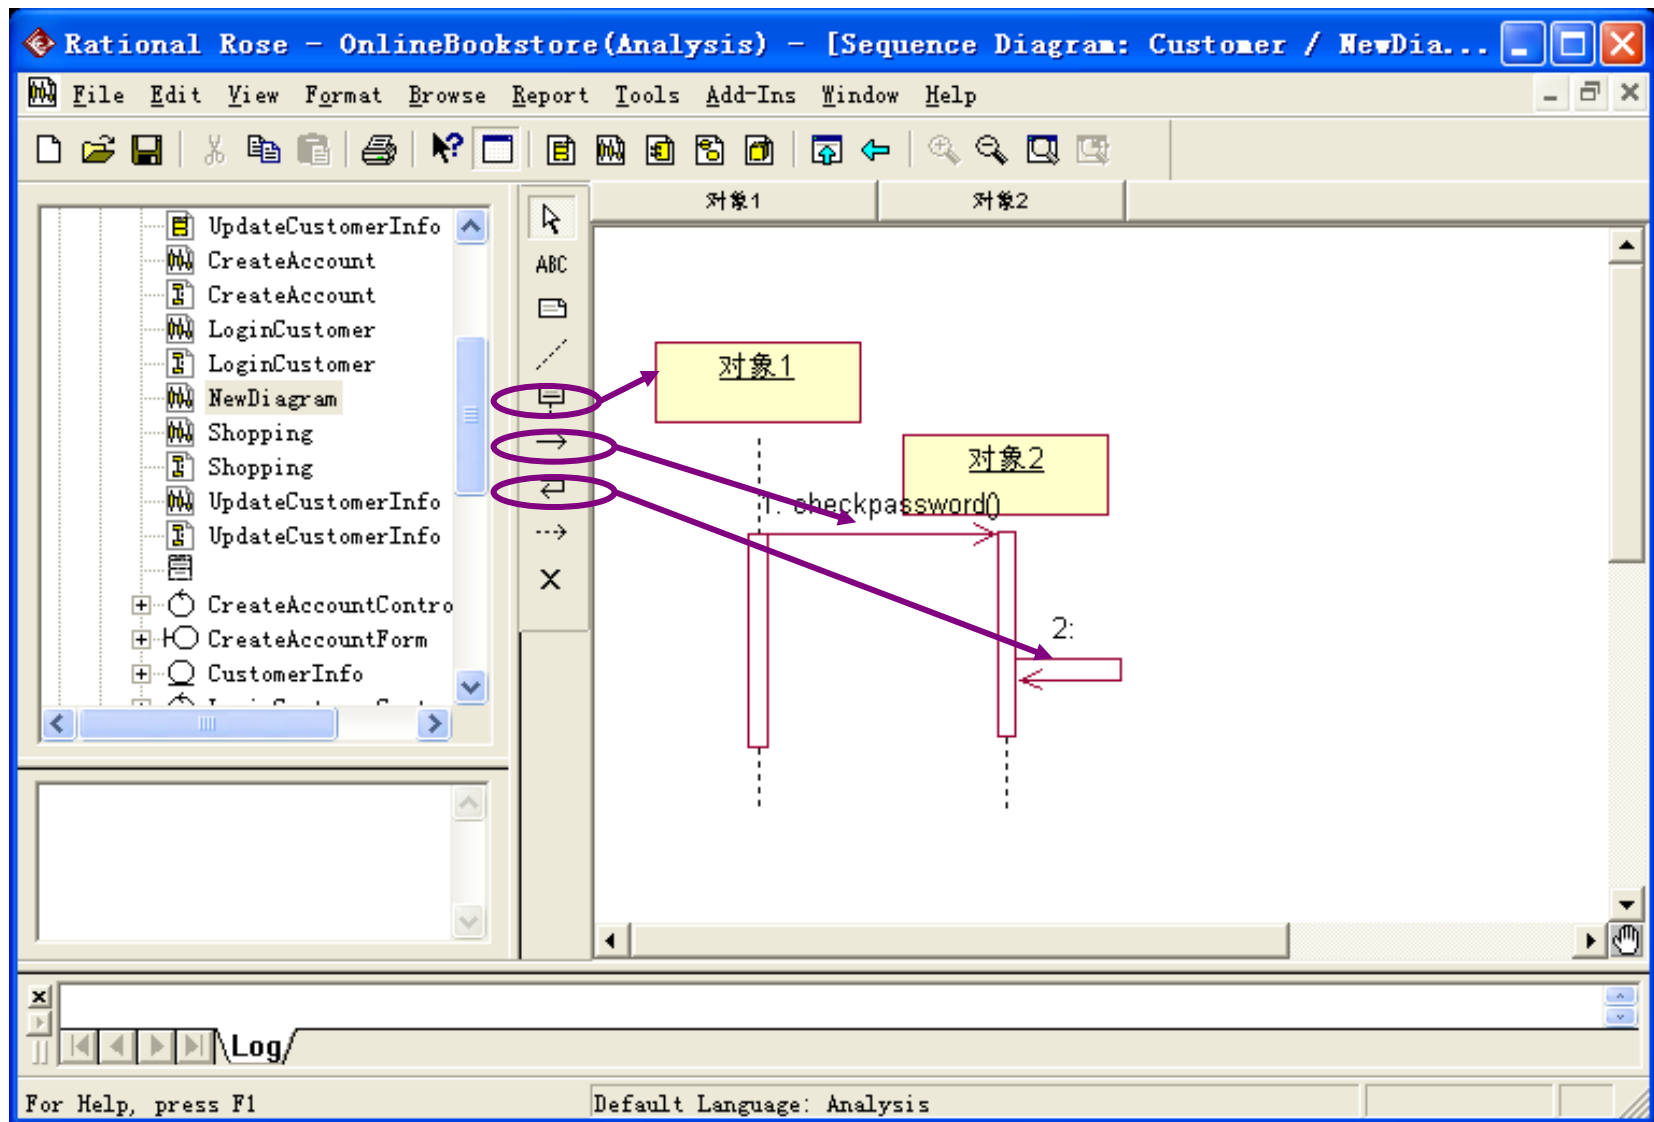 Rational Rose - OnlineBookstore(Analysis) - [Sequence Diagram: Customer / NewDia...
File Edit View Format Browse Report Tools Add-Ins Window Help
对象1 对象2
UpdateCustomerInfo
CreateAccount
CreateAccount
LoginCustomer
LoginCustomer
NewDiagram
Shopping
Shopping
UpdateCustomerInfo
UpdateCustomerInfo
CreateAccountContro
CreateAccountForm
CustomerInfo
ABC
对象1
对象2
1: checkpassword()
2:
Log
For Help, press F1
Default Language: Analysis